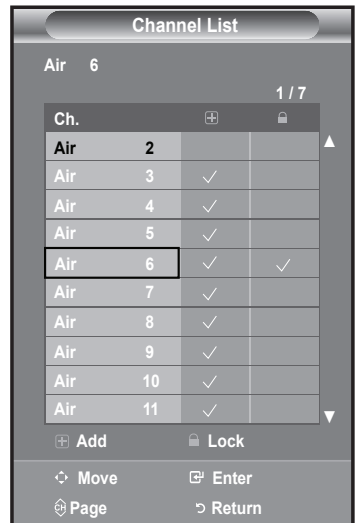 Channel List
Air 6
1 / 7
Ch.
Air 2
Air 3
Air 4
Air 5
Air 6
Air 7
Air 8
Air 9
Air 10
Air 11
Add Lock
Move Enter
CH Page Return